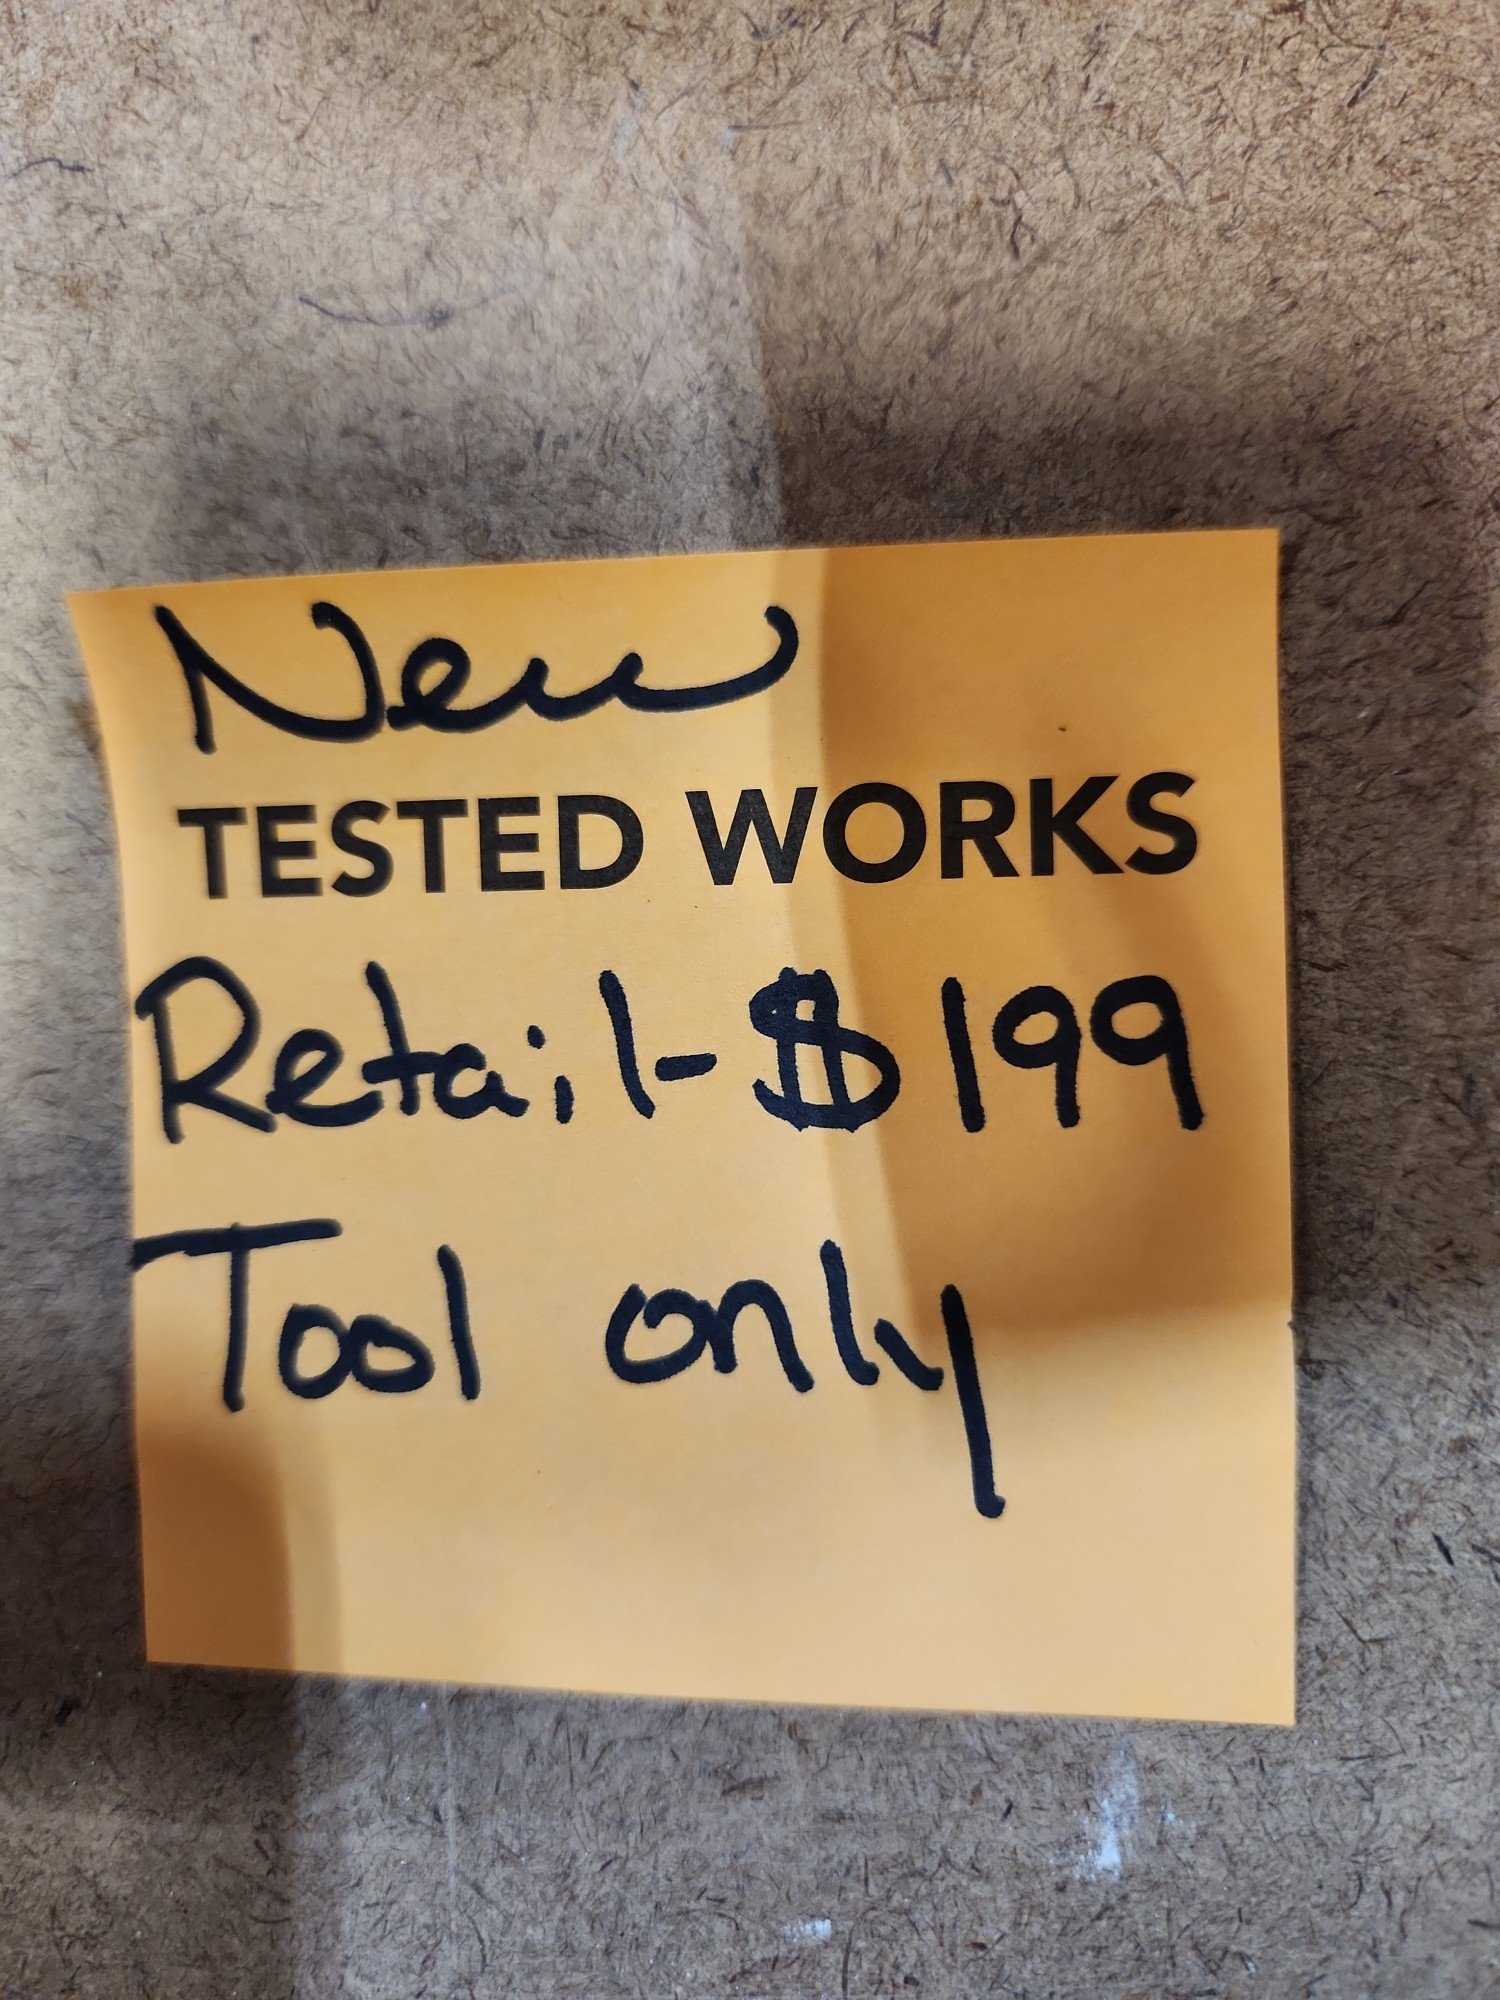 New
TESTED WORKS
Retail-$199
Tool only